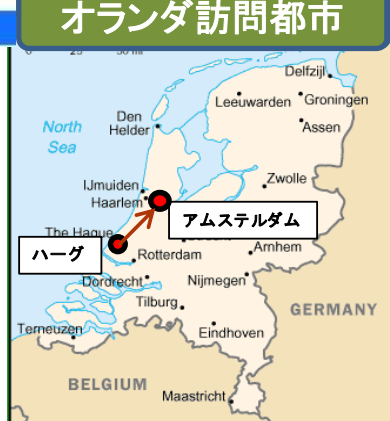 オランダ訪問都市
Delfzijl
Leeuwarden
Groningen
Assen
Den
Helder
North
Sea
Zwolle
IJmuiden
Haarlem
アムステルダム
The Hague
ハーグ
Rotterdam
Arnhem
Dordrecht
Nijmegen
Tilburg
GERMANY
Terneuzen
Eindhoven
BELGIUM
Maastricht